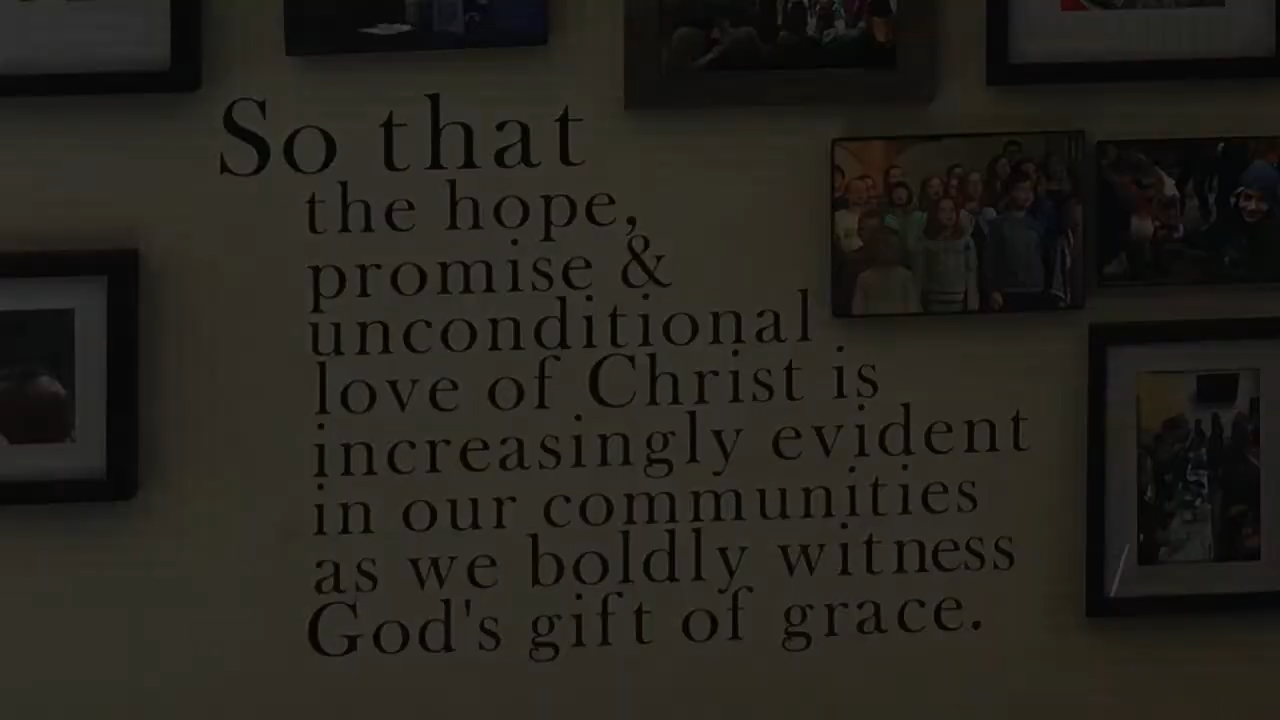 So that
the hope,
promise &
unconditional
love of Christ is
increasingly evident
in our communities
as we boldly witness
God's gift of grace.